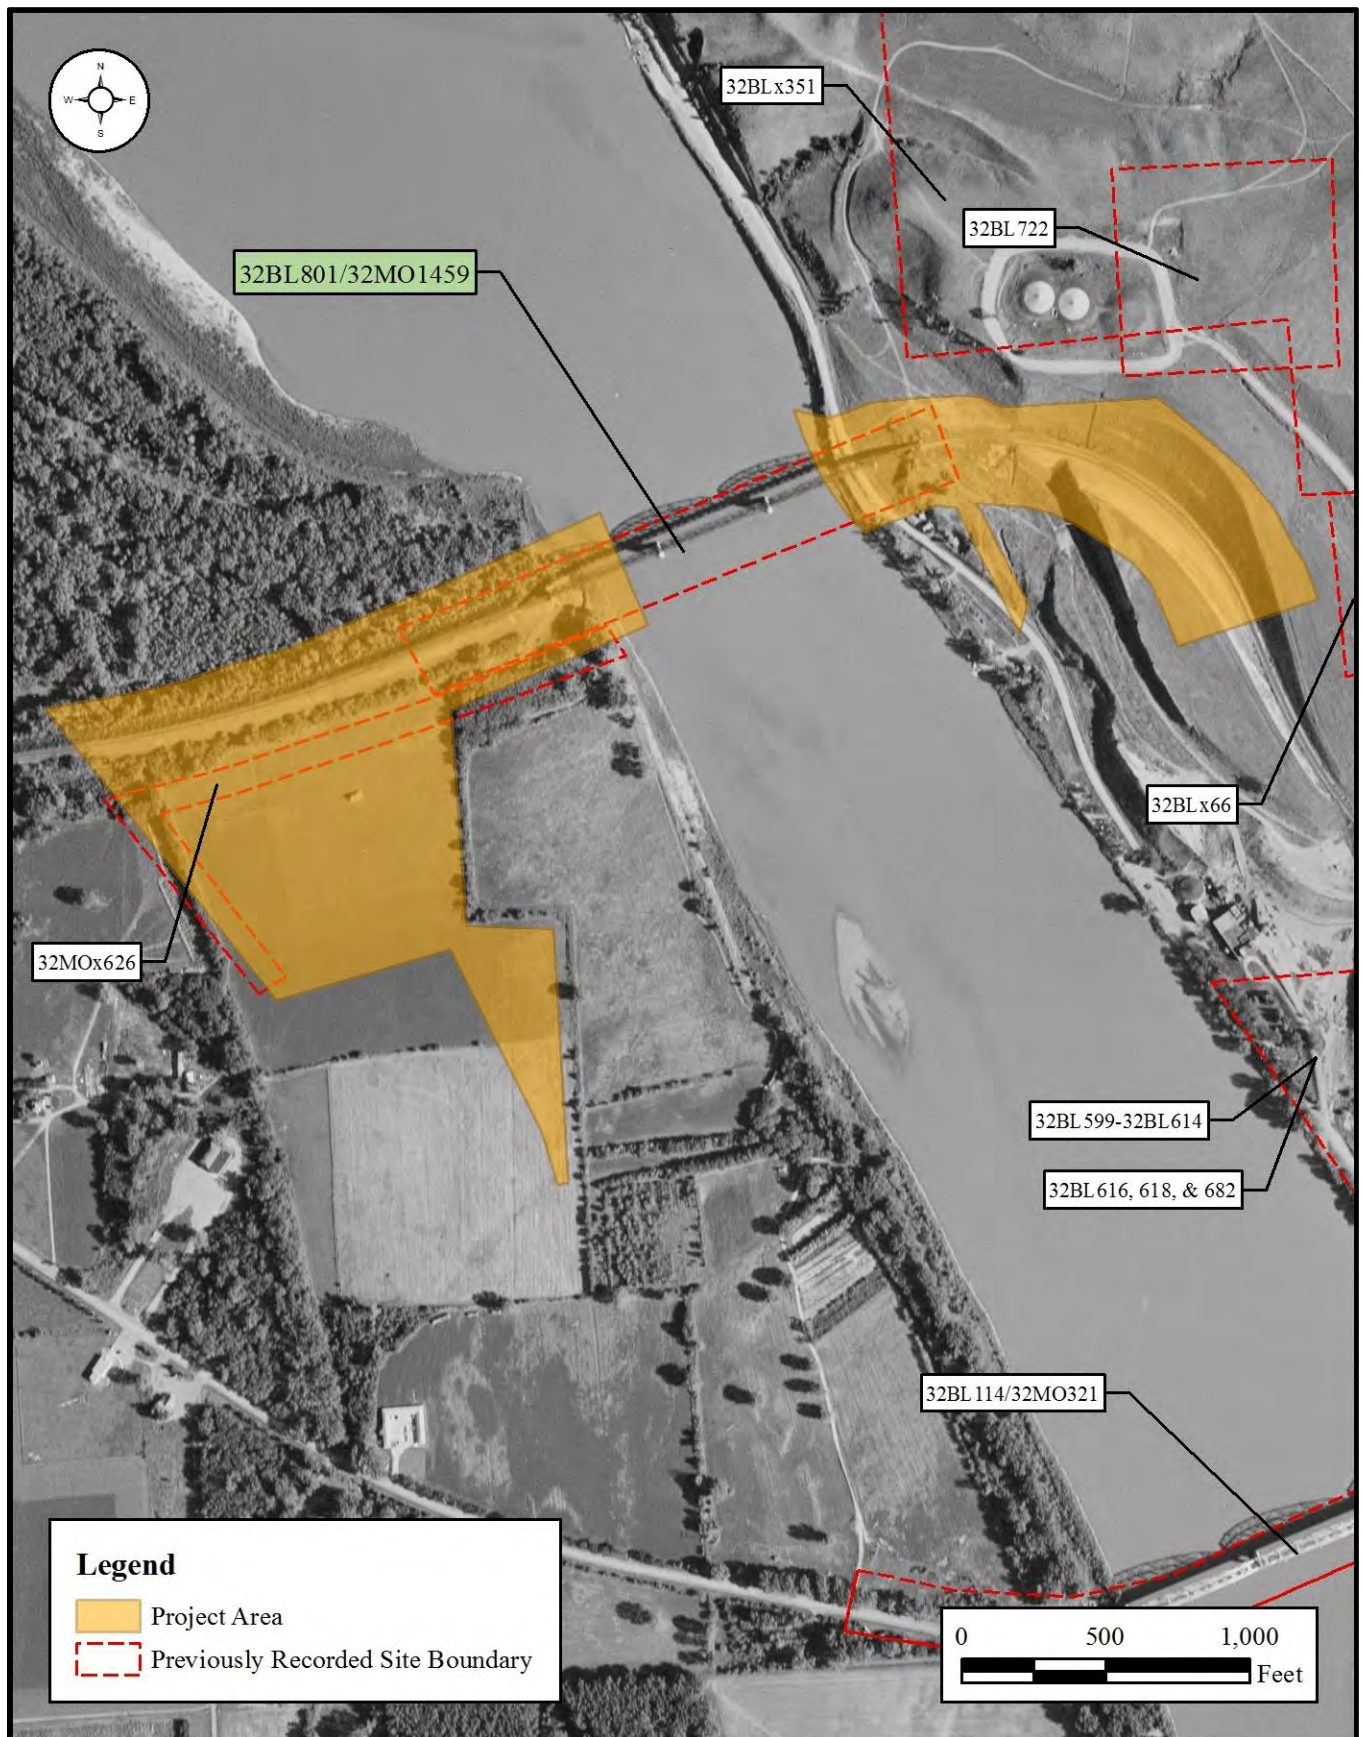 N
W E
S
32BLx351
32BL722
32BL801/32MO1459
32BLx66
32MOx626
32BL599-32BL614
32BL616, 618, & 682
32BL114/32MO321
Legend
Project Area
Previously Recorded Site Boundary
0 500 1,000
Feet